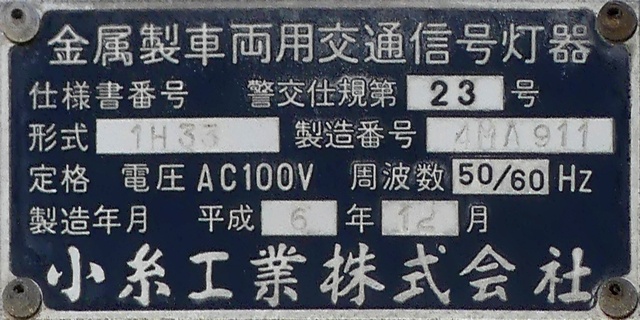 金属製車両用交通信号灯器
仕様書番号 警交仕規第 23 号
形式 1H33 製造番号 AMA911
定格 電圧 AC100V 周波数 50/60 Hz
製造年月 平成 6 年 12 月
小糸工業株式会社